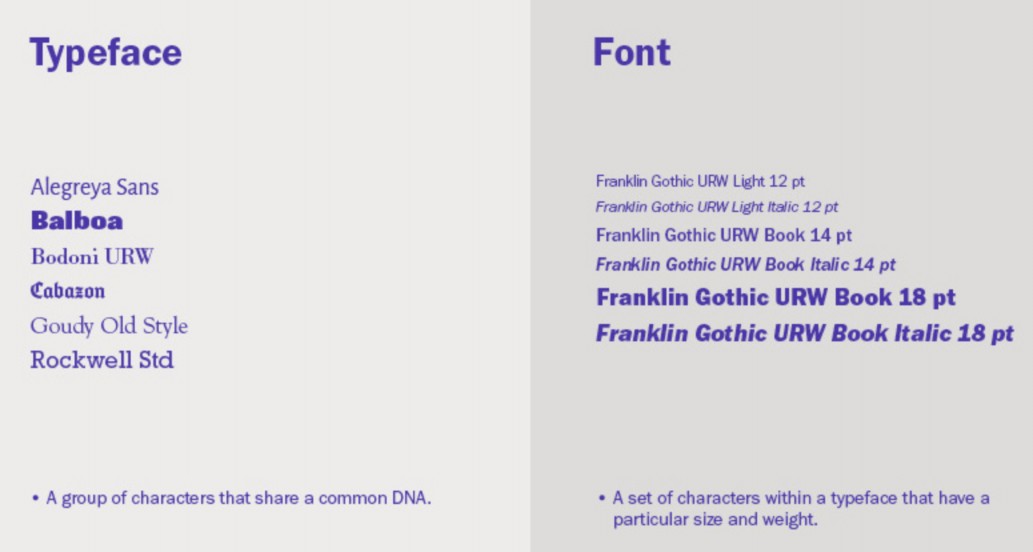 Typeface
Alegreya Sans
Balboa
Bodoni URW
Cabazon
Goudy Old Style
Rockwell Std
• A group of characters that share a common DNA.
Font
Franklin Gothic URW Light 12 pt
Franklin Gothic URW Light Italic 12 pt
Franklin Gothic URW Book 14 pt
Franklin Gothic URW Book Italic 14 pt
Franklin Gothic URW Book 18 pt
Franklin Gothic URW Book Italic 18 pt
• A set of characters within a typeface that have a
particular size and weight.